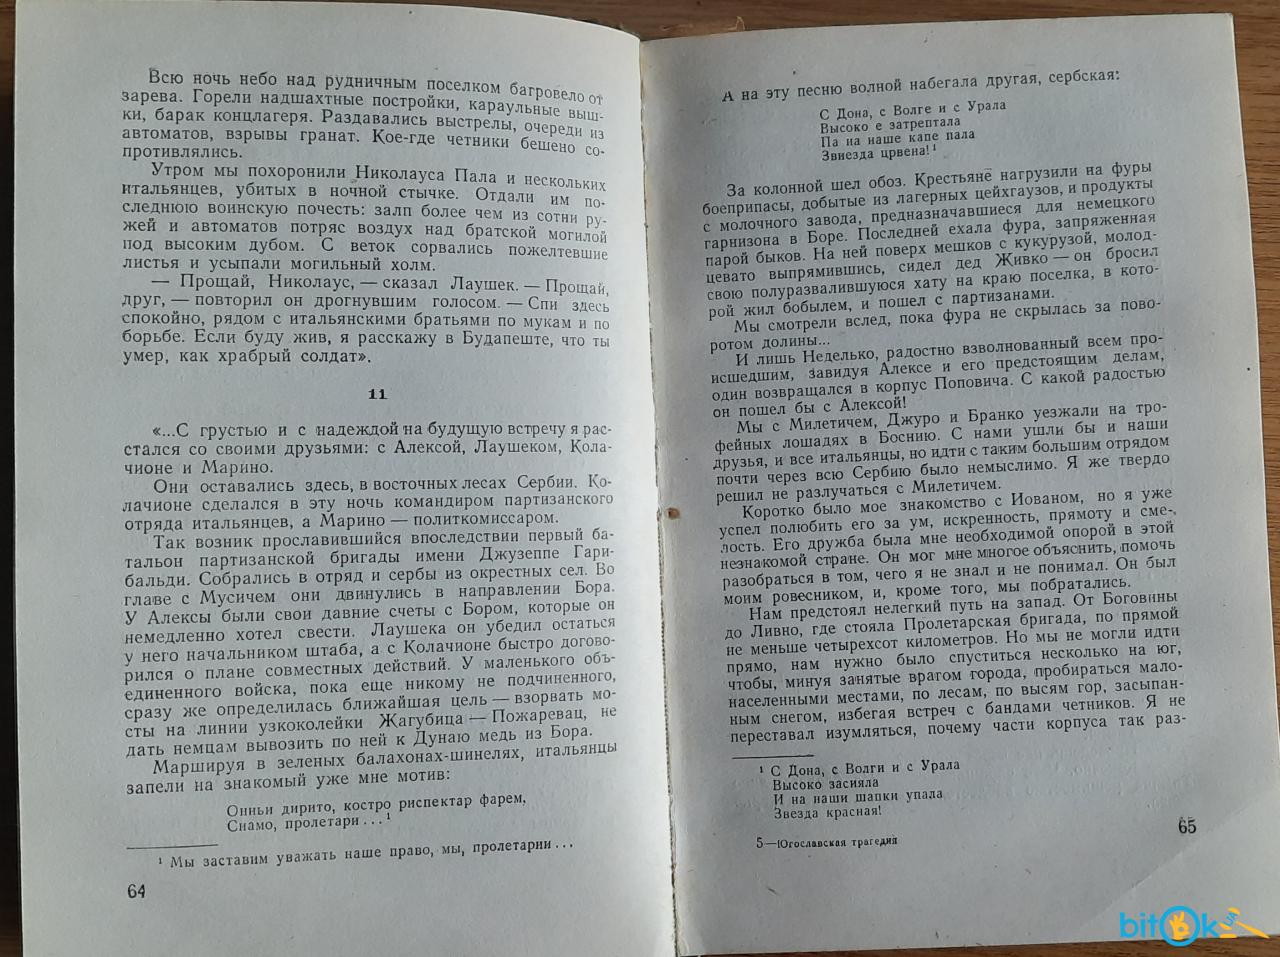 Всю ночь небо над рудничным поселком багровело от
зарева. Горели надшахтные постройки, караульные выш-
ки, барак концлагеря. Раздавались выстрелы, очереди из
автоматов, взрывы гранат. Кое-где четники бешено со-
противлялись.
Утром мы похоронили Николауса Пала и нескольких
итальянцев, убитых в ночной стычке. Отдали им по-
следнюю воинскую почесть: залп более чем из сотни ру-
жей и автоматов потряс воздух над братской могилой
под высоким дубом. С веток сорвались пожелтевшие
листья и усыпали могильный холм.
— Прощай, Николаус, — сказал Лаушек. — Прощай,
друг, — повторил он дрогнувшим голосом. — Спи здесь
спокойно, рядом с итальянскими братьями по мукам и по
борьбе. Если буду жив, я расскажу в Будапеште, что ты
умер, как храбрый солдат».
11
«...С грустью и с надеждой на будущую встречу я рас-
стался со своими друзьями: с Алексой, Лаушеком, Кола-
чионе и Марино.
Они оставались здесь, в восточных лесах Сербии. Ко-
лачионе сделался в эту ночь командиром партизанского
отряда итальянцев, а Марино — политкомиссаром.
Так возник прославившийся впоследствии первый ба-
тальон партизанской бригады имени Джузеппе Гари-
бальди. Собрались в отряд и сербы из окрестных сел. Во
главе с Мусичем они двинулись в направлении Бора.
У Алексы были свои давние счеты с Бором, которые он
немедленно хотел свести. Лаушека он убедил остаться
у него начальником штаба, а с Колачионе быстро догово-
рился о плане совместных действий. У маленького объ-
единенного войска, пока еще никому не подчиненного,
сразу же определилась ближайшая цель — взорвать мо-
сты на линии узкоколейки Жагубица — Пожаревац, не
дать немцам вывозить по ней к Дунаю медь из Бора.
Маршируя в зеленых балахонах-шинелях, итальянцы
запели на знакомый уже мне мотив:
Онньи дирито, костро риспектар фарем,
Сиамо, пролетари...¹
¹ Мы заставим уважать наше право, мы, пролетарии...
64
А на эту песню волной набегала другая, сербская:
С Дона, с Волге и с Урала
Высоко е затрептала
Па на наше капе пала
Звиезда црвена!¹
За колонной шел обоз. Крестьяне нагрузили на фуры
боеприпасы, добытые из лагерных цейхгаузов, и продукты
с молочного завода, предназначавшиеся для немецкого
гарнизона в Боре. Последней ехала фура, запряженная
парой быков. На ней поверх мешков с кукурузой, молод-
цевато выпрямившись, сидел дед Живко — он бросил
свою полуразвалившуюся хату на краю поселка, в кото-
рой жил бобылем, и пошел с партизанами.
Мы смотрели вслед, пока фура не скрылась за пово-
ротом долины...
И лишь Неделько, радостно взволнованный всем про-
исшедшим, завидуя Алексе и его предстоящим делам,
один возвращался в корпус Поповича. С какой радостью
он пошел бы с Алексой!
Мы с Милетичем, Джуро и Бранко уезжали на тро-
фейных лошадях в Боснию. С нами ушли бы и наши
друзья, и все итальянцы, но идти с таким большим отрядом
почти через всю Сербию было немыслимо. Я же твердо
решил не разлучаться с Милетичем.
Коротко было мое знакомство с Иованом, но я уже
успел полюбить его за ум, искренность, прямоту и сме-
лость. Его дружба была мне необходимой опорой в этой
незнакомой стране. Он мог мне многое объяснить, помочь
разобраться в том, чего я не знал и не понимал. Он был
моим ровесником, и, кроме того, мы побратались.
Нам предстоял нелегкий путь на запад. От Боговины
до Ливно, где стояла Пролетарская бригада, по прямой
не меньше четырехсот километров. Но мы не могли идти
прямо, нам нужно было спуститься несколько на юг,
чтобы, минуя занятые врагом города, пробираться мало-
населенными местами, по лесам, по высям гор, засыпан-
ным снегом, избегая встреч с бандами четников. Я не
переставал изумляться, почему части корпуса так раз-
¹ С Дона, с Волги и с Урала
Высоко засияла
И на наши шапки упала
Звезда красная!
5—Югославская трагедия
65
bitOk